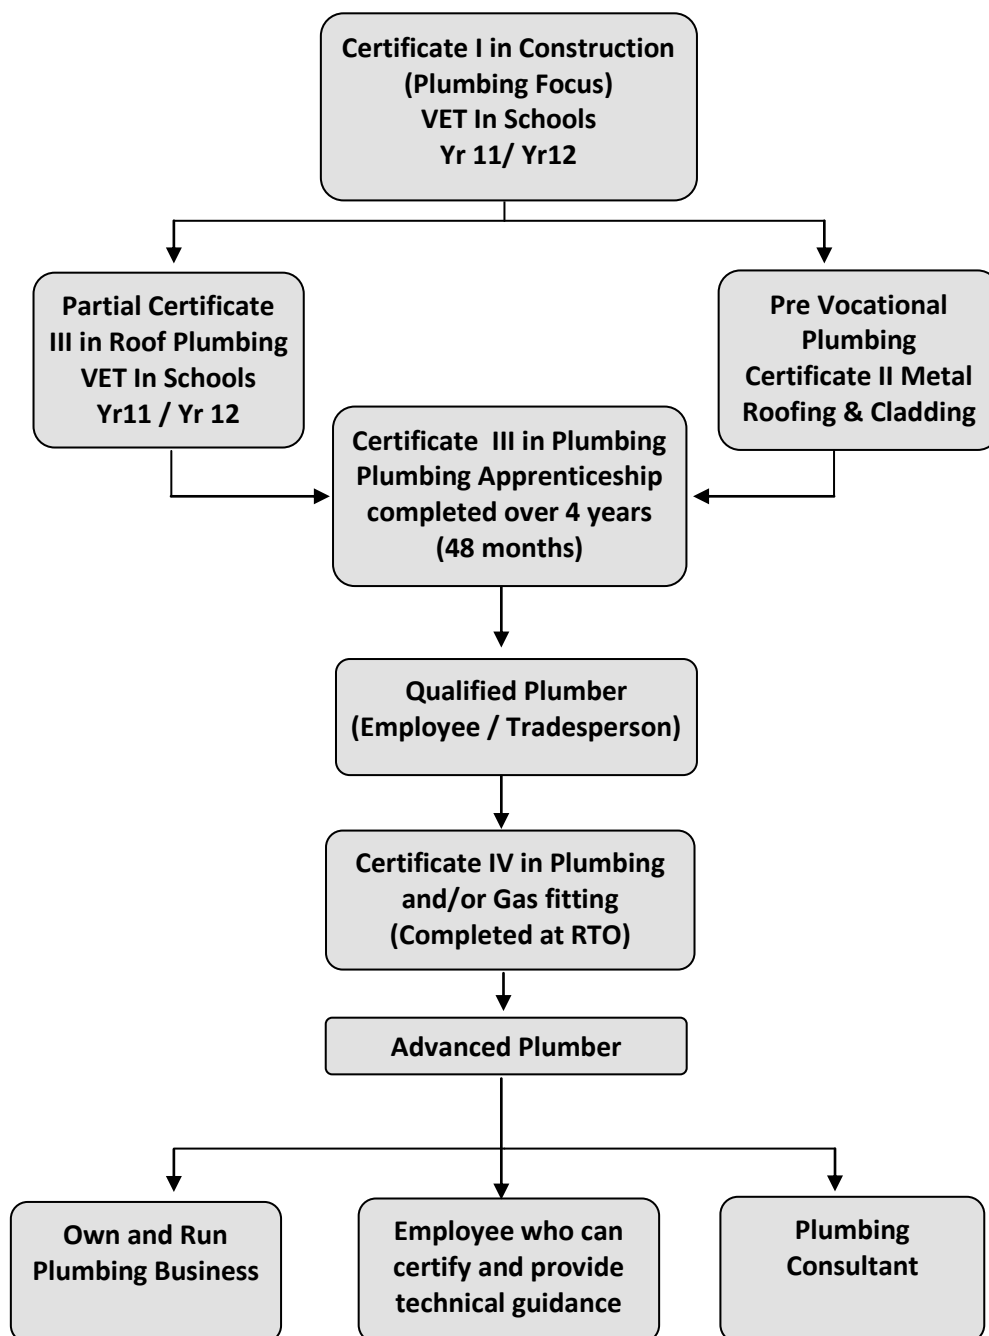 Certificate I in Construction
(Plumbing Focus)
VET In Schools
Yr 11/ Yr12
Partial Certificate
III in Roof Plumbing
VET In Schools
Yr11 / Yr 12
Pre Vocational
Plumbing
Certificate II Metal
Roofing & Cladding
Certificate  III in Plumbing
Plumbing Apprenticeship
completed over 4 years
(48 months)
Qualified Plumber
(Employee / Tradesperson)
Certificate IV in Plumbing
and/or Gas fitting
(Completed at RTO)
Advanced Plumber
Own and Run
Plumbing Business
Employee who can
certify and provide
technical guidance
Plumbing
Consultant